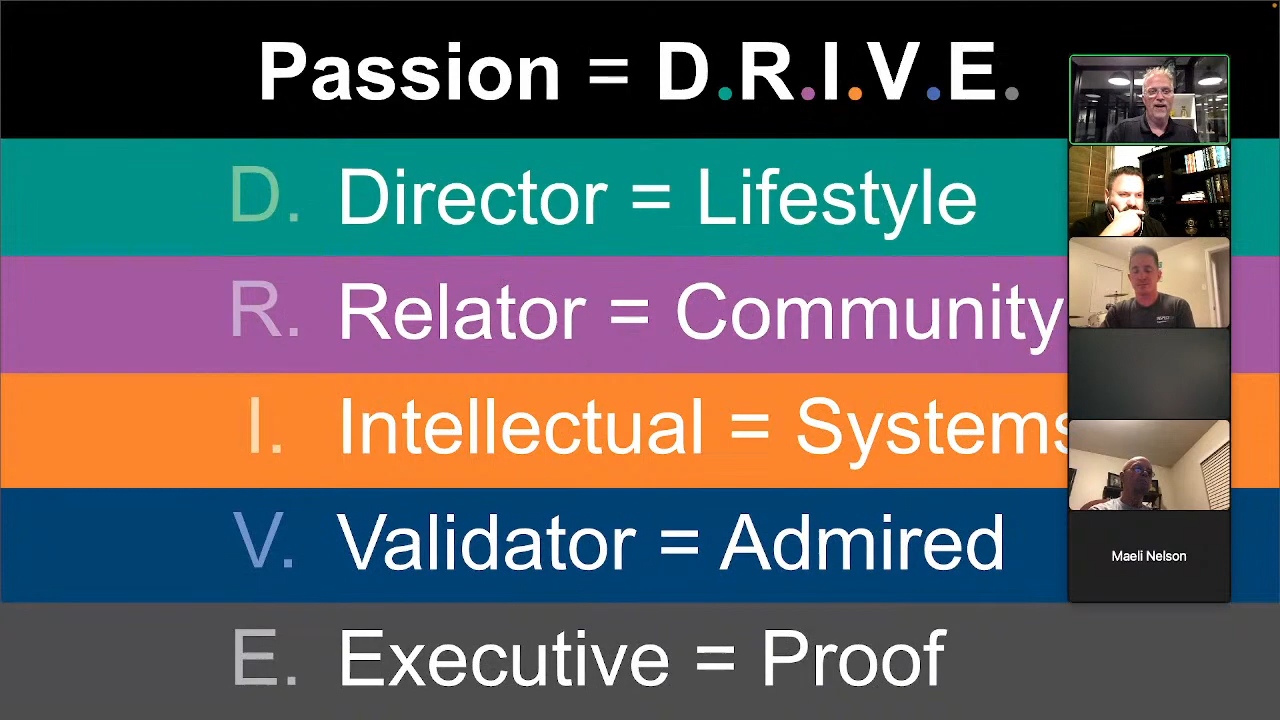 Passion = D.R.I.V.E.
D. Director = Lifestyle
R. Relator = Community
I. Intellectual = Systems
V. Validator = Admired
Maeli Nelson
E. Executive = Proof